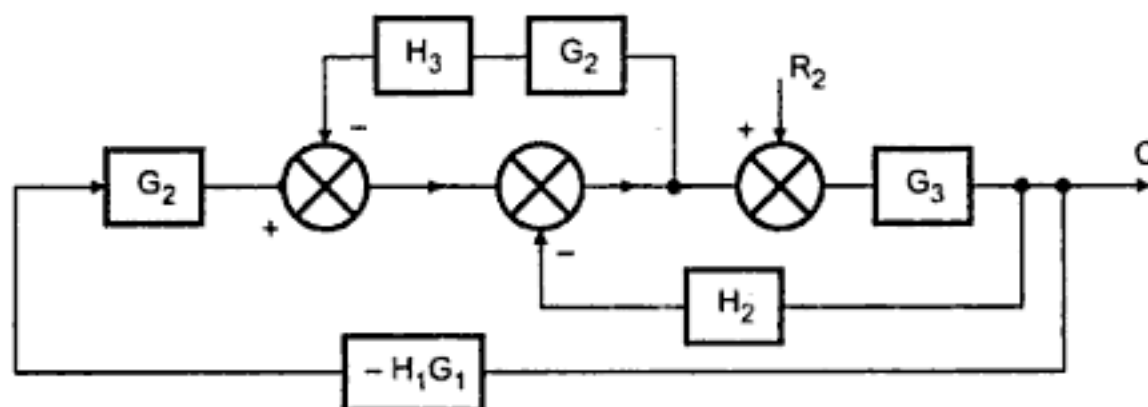 H₃
G₂
R₂
–
+
C
G₂
G₃
+
–
H₂
– H₁G₁